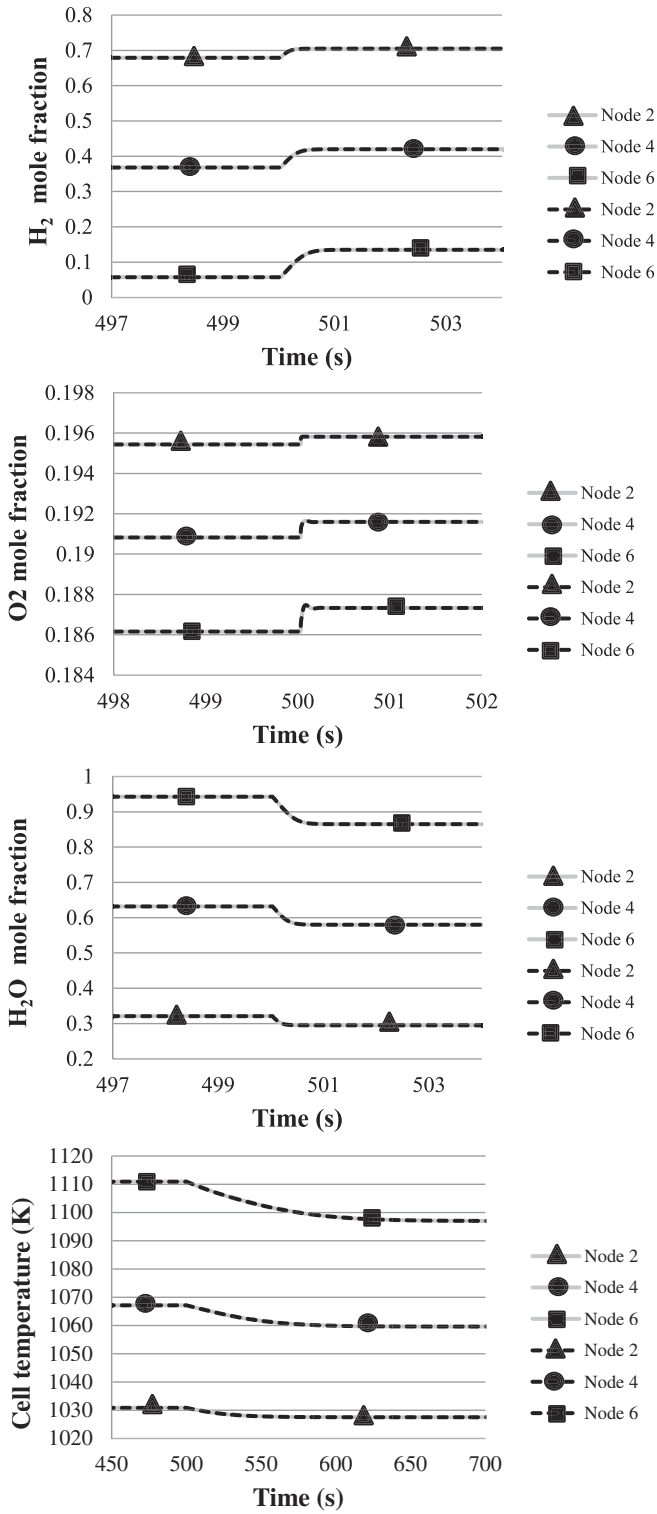 0.8
0.7
0.6
0.5
0.4
0.3
0.2
0.1
0
H2 mole fraction
497 499 501 503
Time (s)
Node 2
Node 4
Node 6
Node 2
Node 4
Node 6
0.198
0.196
0.194
0.192
0.19
0.188
0.186
0.184
O2 mole fraction
498 499 500 501 502
Time (s)
Node 2
Node 4
Node 6
Node 2
Node 4
Node 6
1
0.9
0.8
0.7
0.6
0.5
0.4
0.3
0.2
H2O mole fraction
497 499 501 503
Time (s)
Node 2
Node 4
Node 6
Node 2
Node 4
Node 6
1120
1110
1100
1090
1080
1070
1060
1050
1040
1030
1020
Cell temperature (K)
450 500 550 600 650 700
Time (s)
Node 2
Node 4
Node 6
Node 2
Node 4
Node 6